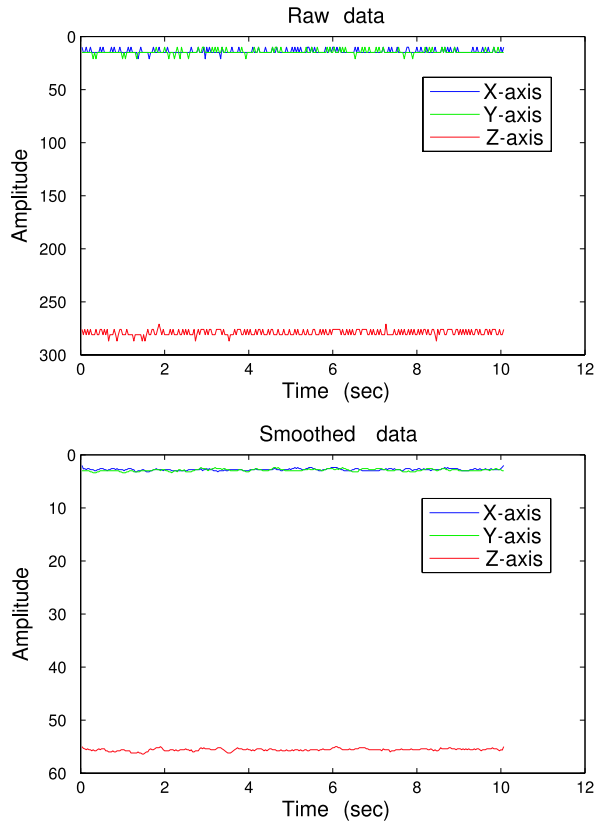 Raw data
0
50
100
150
200
250
300
Amplitude
X-axis
Y-axis
Z-axis
0 2 4 6 8 10 12
Time (sec)
Smoothed data
0
10
20
30
40
50
60
Amplitude
X-axis
Y-axis
Z-axis
0 2 4 6 8 10 12
Time (sec)